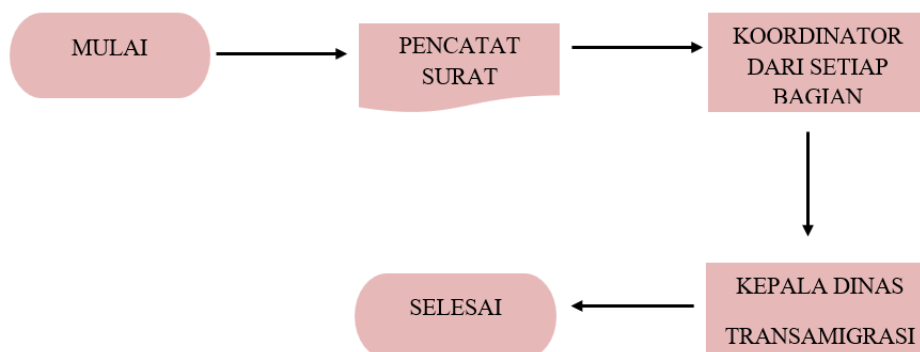 MULAI
PENCATAT
SURAT
KOORDINATOR
DARI SETIAP
BAGIAN
KEPALA DINAS
TRANSAMIGRASI
SELESAI